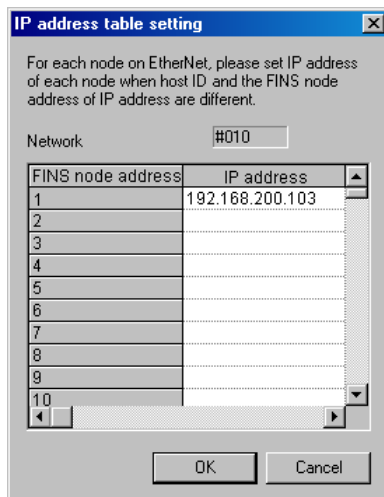 IP address table setting
For each node on EtherNet, please set IP address
of each node when host ID and the FINS node
address of IP address are different.
Network #010
FINS node address IP address
1 192.168.200.103
2
3
4
5
6
7
8
9
10
OK Cancel